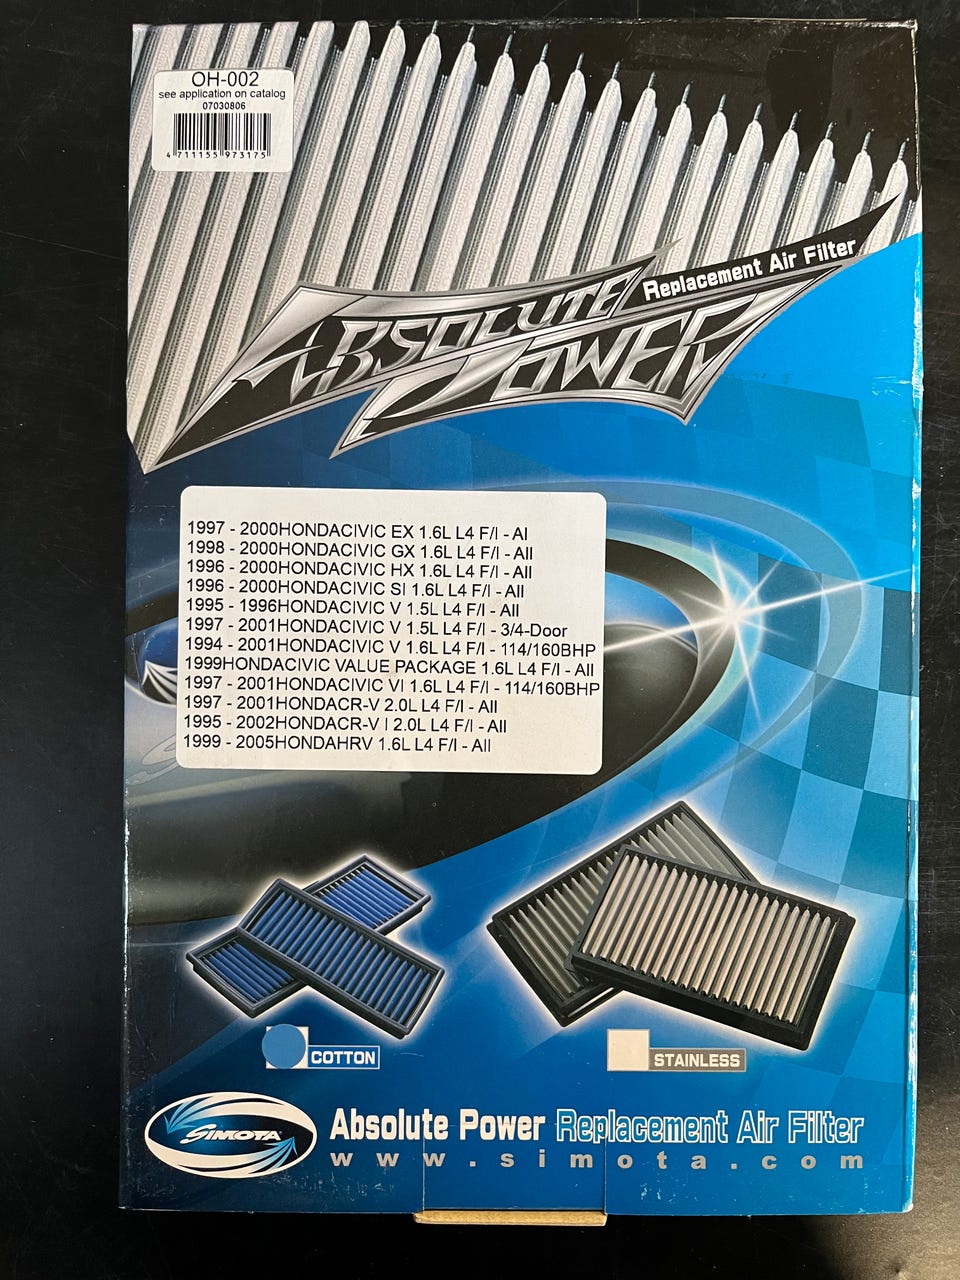 OH-002
see application on catalog
07030806
4 711155 973175
Replacement Air Filter
ABSOLUTE
POWER
1997 - 2000HONDACIVIC EX 1.6L L4 F/I - Al
1998 - 2000HONDACIVIC GX 1.6L L4 F/I - All
1996 - 2000HONDACIVIC HX 1.6L L4 F/I - All
1996 - 2000HONDACIVIC SI 1.6L L4 F/I - All
1995 - 1996HONDACIVIC V 1.5L L4 F/I - All
1997 - 2001HONDACIVIC V 1.5L L4 F/I - 3/4-Door
1994 - 2001HONDACIVIC V 1.6L L4 F/I - 114/160BHP
1999HONDACIVIC VALUE PACKAGE 1.6L L4 F/I - All
1997 - 2001HONDACIVIC VI 1.6L L4 F/I - 114/160BHP
1997 - 2001HONDACR-V 2.0L L4 F/I - All
1995 - 2002HONDACR-V I 2.0L L4 F/I - All
1999 - 2005HONDAHRV 1.6L L4 F/I - All
COTTON
STAINLESS
SIMOTA
Absolute Power Replacement Air Filter
www.simota.com